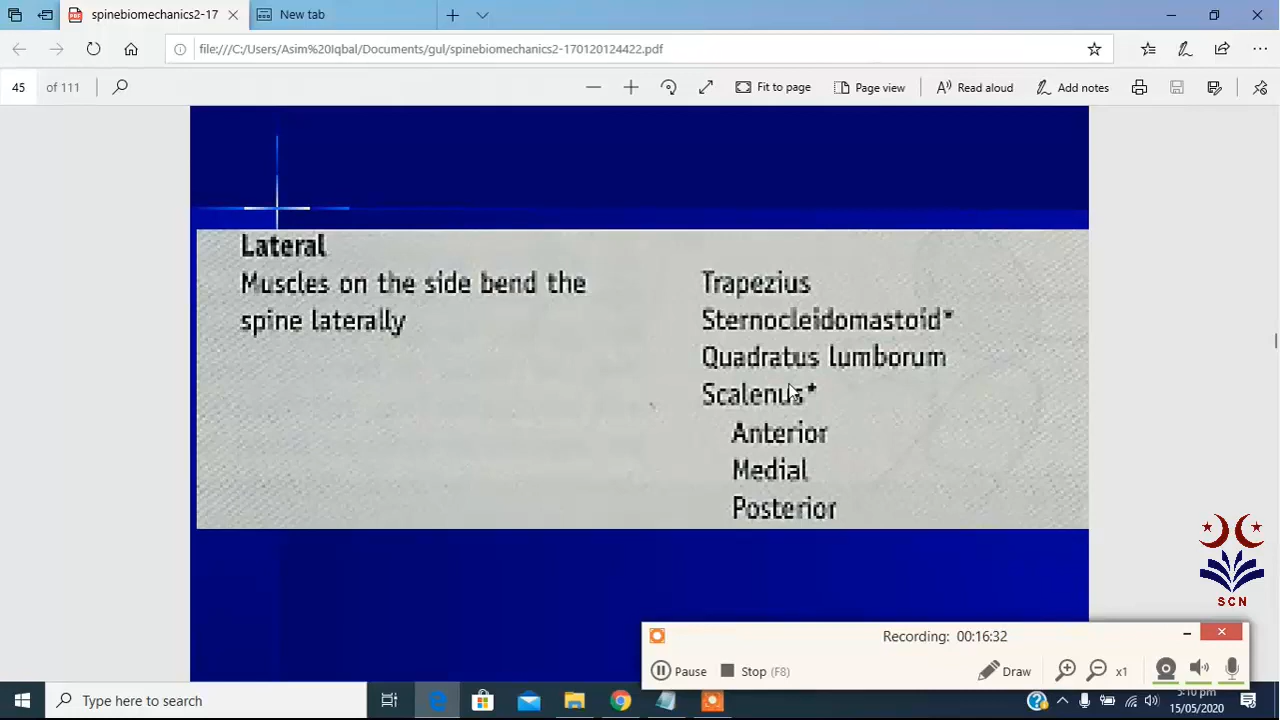 spinebiomechanics2-17
New tab
file:///C:/Users/Asim%20Iqbal/Documents/gul/spinebiomechanics2-170120124422.pdf
45 of 111
Fit to page
Page view
Read aloud
Add notes
Lateral
Muscles on the side bend the
spine laterally
Trapezius
Sternocleidomastoid*
Quadratus lumborum
Scalenus*
Anterior
Medial
Posterior
SCN
Recording: 00:16:32
Pause
Stop (F8)
Draw
x1
Type here to search
5:10 pm
15/05/2020